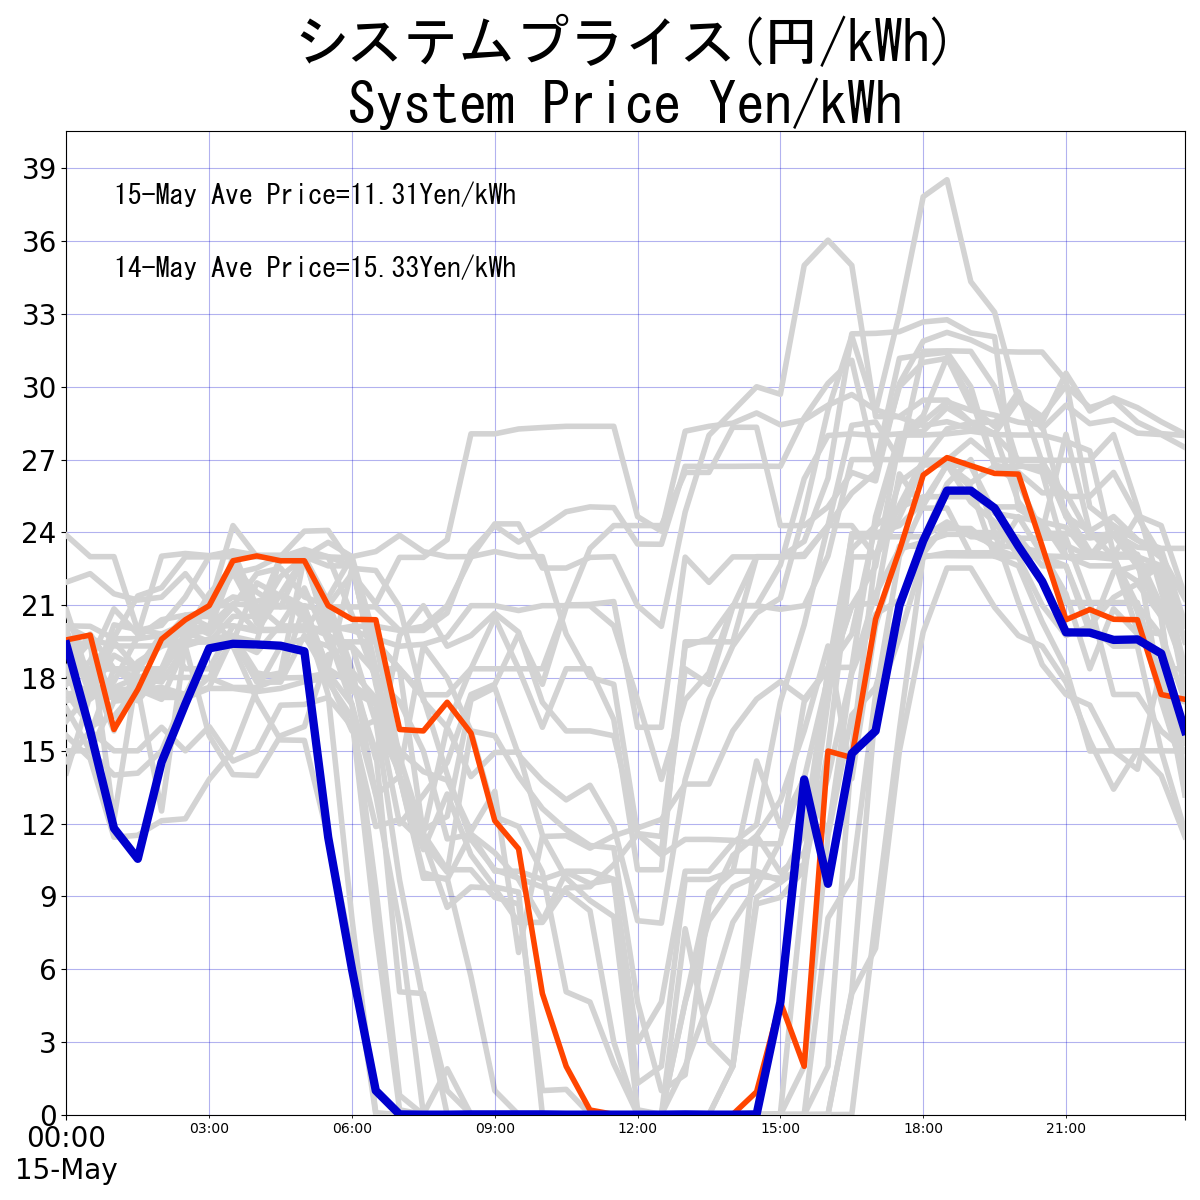 システムプライス(円/kWh)
System Price Yen/kWh
15-May Ave Price=11.31Yen/kWh
14-May Ave Price=15.33Yen/kWh
39
36
33
30
27
24
21
18
15
12
9
6
3
0
00:00 03:00 06:00 09:00 12:00 15:00 18:00 21:00
15-May